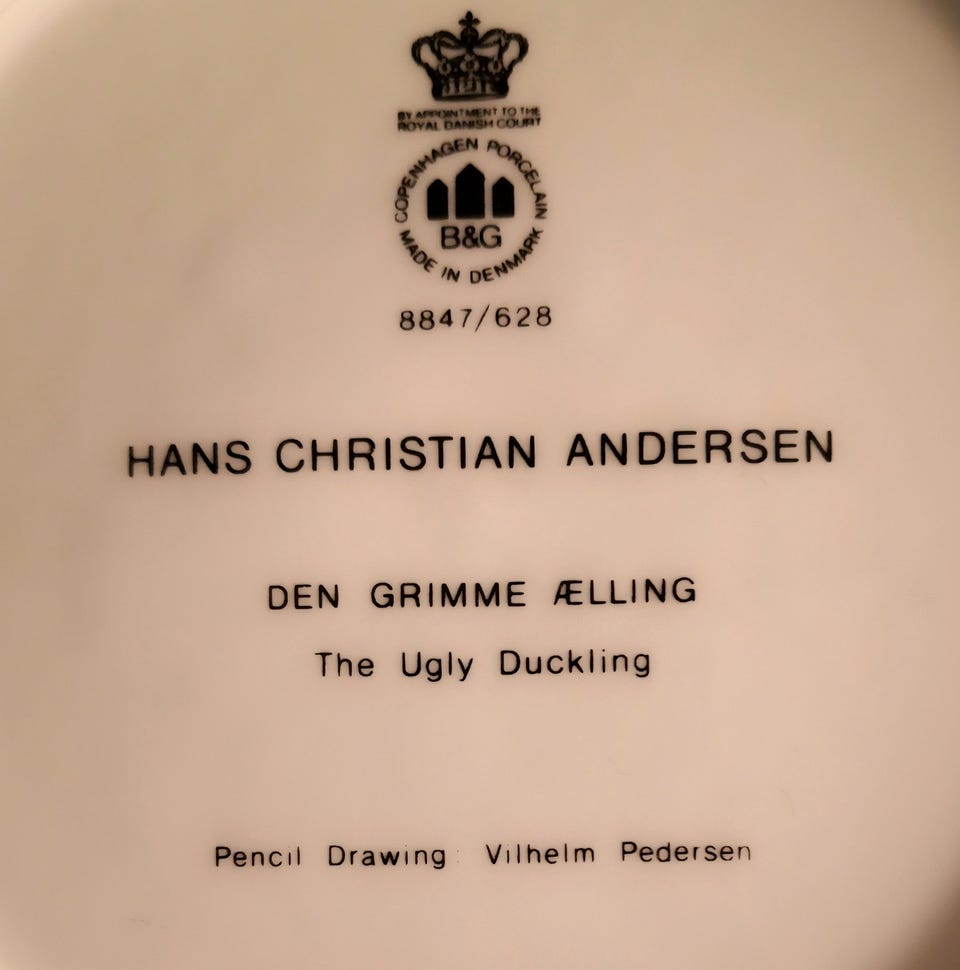 BY APPOINTMENT TO THE
ROYAL DANISH COURT
COPENHAGEN PORCELAIN
B&G
MADE IN DENMARK
8847/628
HANS CHRISTIAN ANDERSEN
DEN GRIMME ÆLLING
The Ugly Duckling
Pencil Drawing: Vilhelm Pedersen